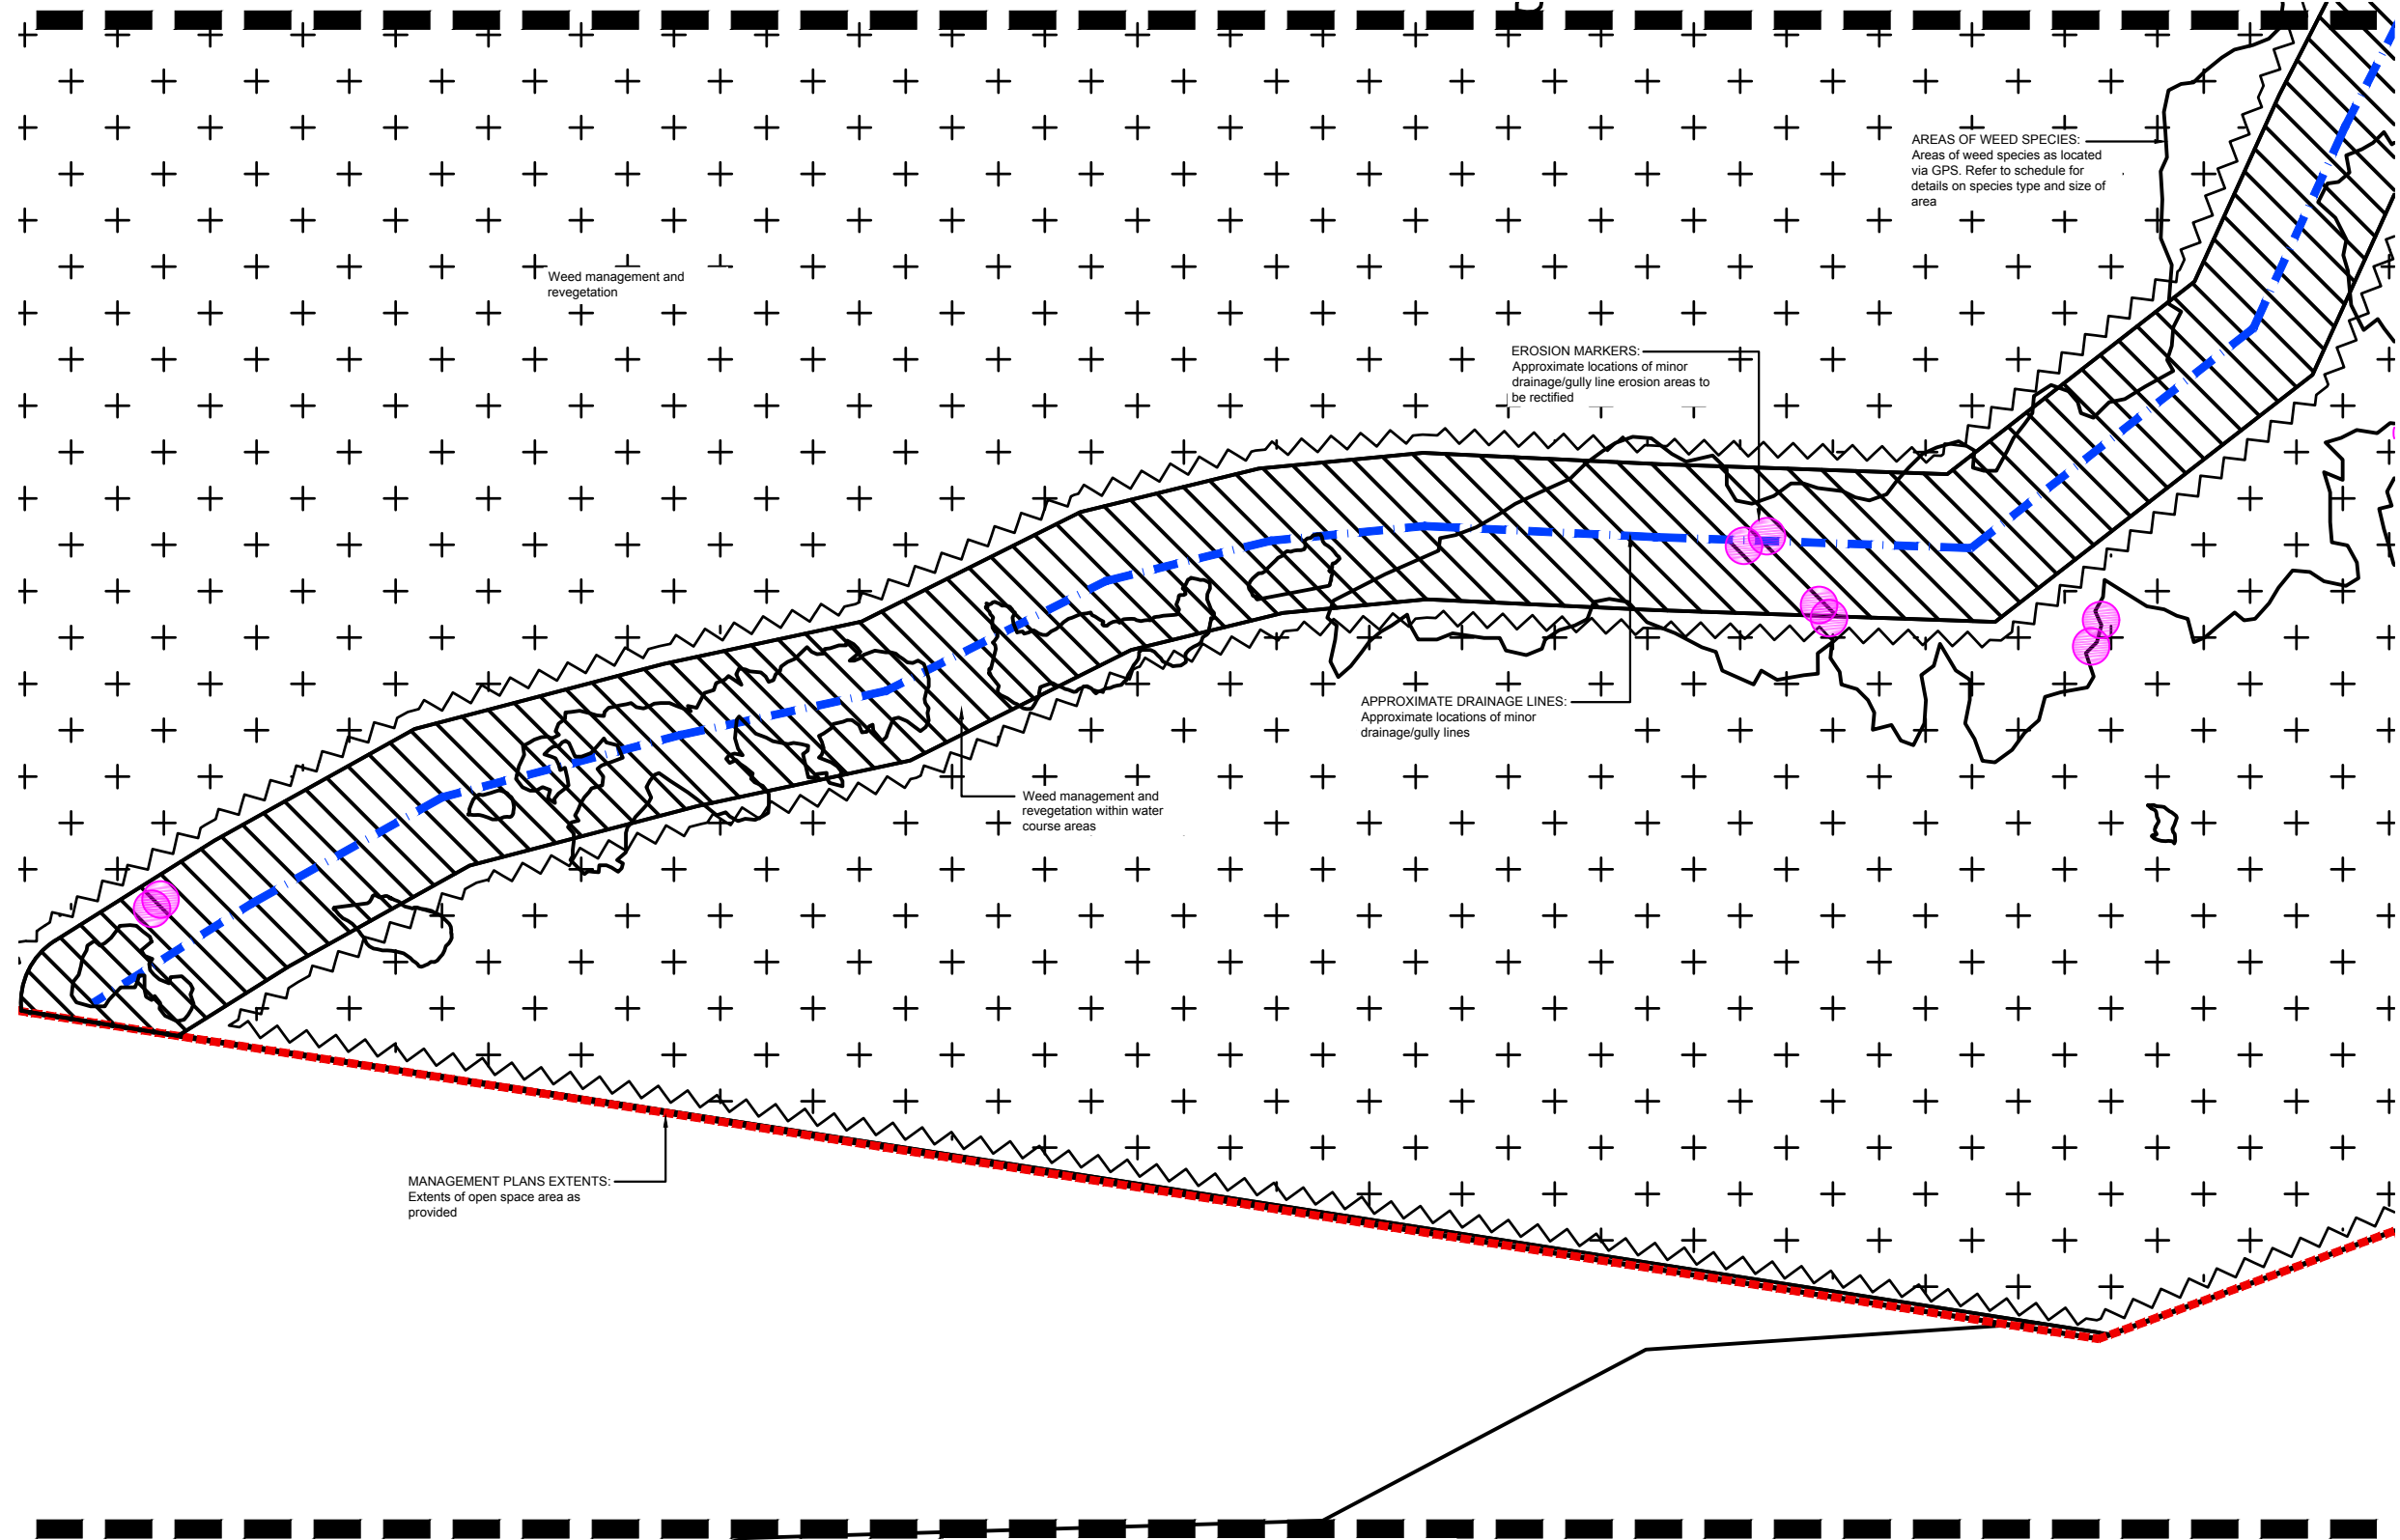 AREAS OF WEED SPECIES:
Areas of weed species as located
via GPS. Refer to schedule for
details on species type and size of
area
Weed management and
revegetation
EROSION MARKERS:
Approximate locations of minor
drainage/gully line erosion areas to
be rectified
APPROXIMATE DRAINAGE LINES:
Approximate locations of minor
drainage/gully lines
Weed management and
revegetation within water
course areas
MANAGEMENT PLANS EXTENTS:
Extents of open space area as
provided